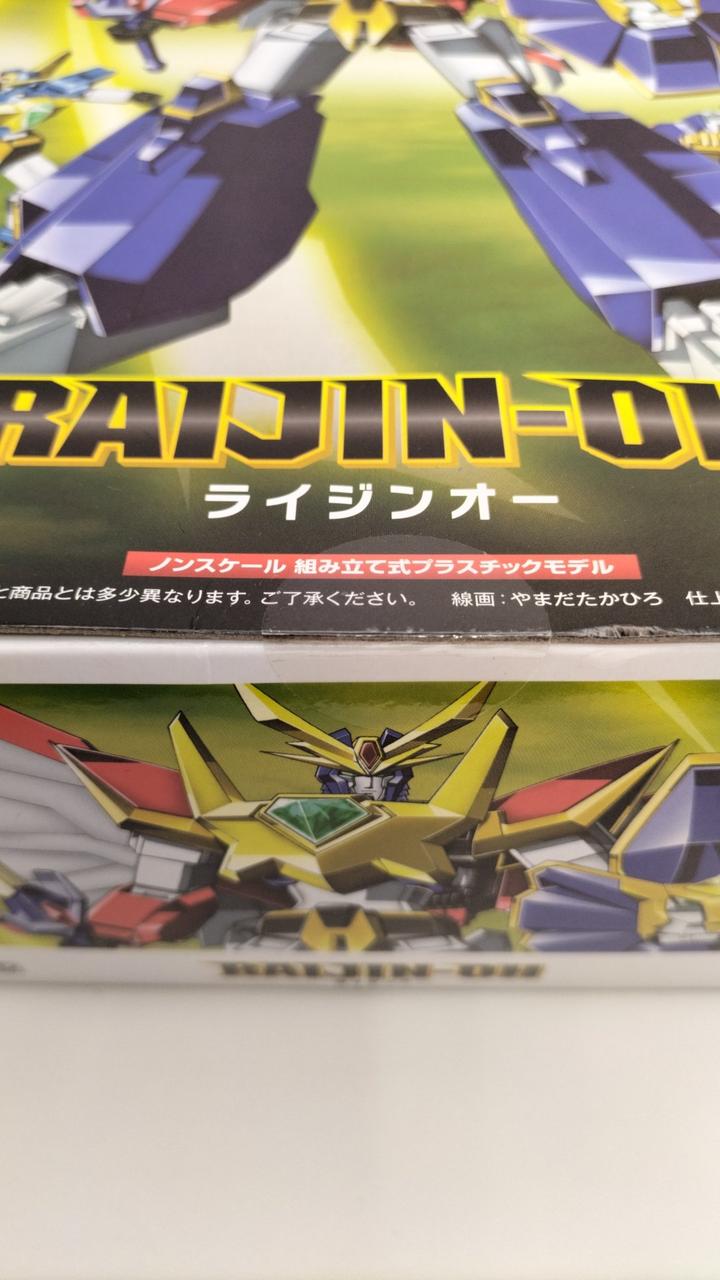 RAIJIN-OH
ライジンオー
ノンスケール 組み立て式プラスチックモデル
商品とは多少異なります。ご了承ください。 線画：やまだたかひろ 仕上
RAIJIN-OH